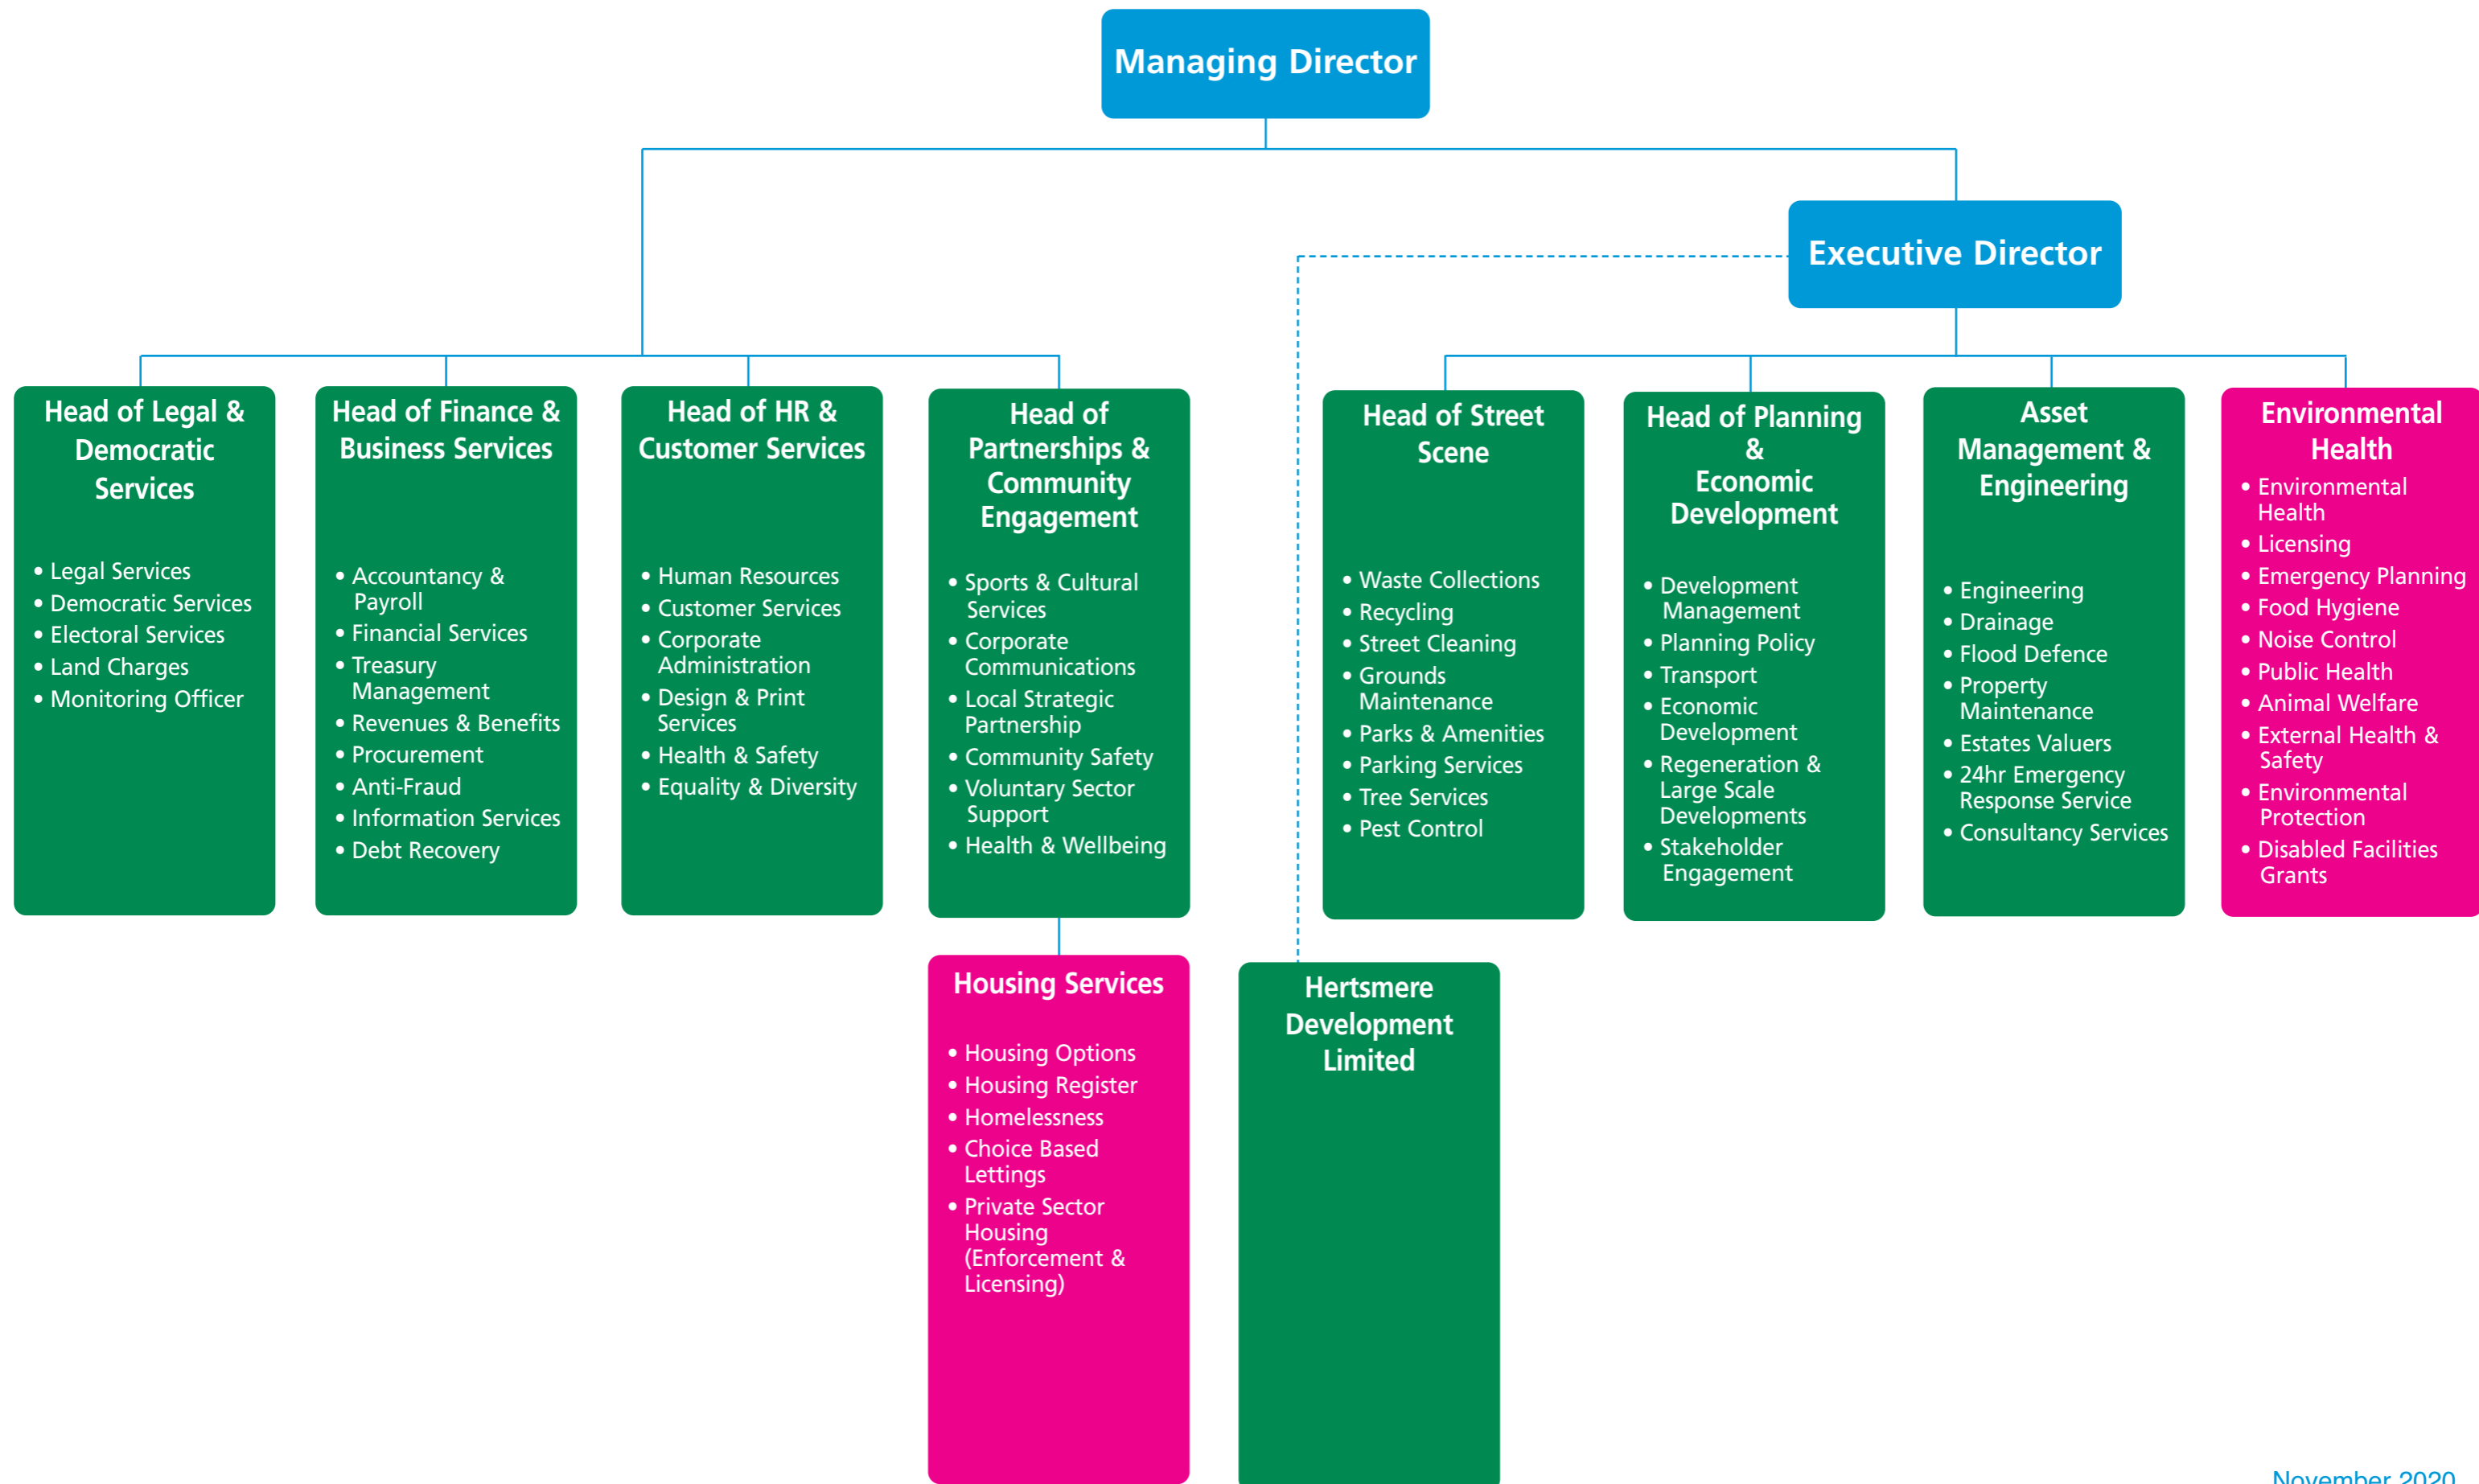 Managing Director
Executive Director
Head of Legal &
Democratic
Services
• Legal Services
• Democratic Services
• Electoral Services
• Land Charges
• Monitoring Officer
Head of Finance &
Business Services
• Accountancy &
Payroll
• Financial Services
• Treasury
Management
• Revenues & Benefits
• Procurement
• Anti-Fraud
• Information Services
• Debt Recovery
Head of HR &
Customer Services
• Human Resources
• Customer Services
• Corporate
Administration
• Design & Print
Services
• Health & Safety
• Equality & Diversity
Head of
Partnerships &
Community
Engagement
• Sports & Cultural
Services
• Corporate
Communications
• Local Strategic
Partnership
• Community Safety
• Voluntary Sector
Support
• Health & Wellbeing
Head of Street
Scene
• Waste Collections
• Recycling
• Street Cleaning
• Grounds
Maintenance
• Parks & Amenities
• Parking Services
• Tree Services
• Pest Control
Head of Planning
&
Economic
Development
• Development
Management
• Planning Policy
• Transport
• Economic
Development
• Regeneration &
Large Scale
Developments
• Stakeholder
Engagement
Asset
Management &
Engineering
• Engineering
• Drainage
• Flood Defence
• Property
Maintenance
• Estates Valuers
• 24hr Emergency
Response Service
• Consultancy Services
Environmental
Health
• Environmental
Health
• Licensing
• Emergency Planning
• Food Hygiene
• Noise Control
• Public Health
• Animal Welfare
• External Health &
Safety
• Environmental
Protection
• Disabled Facilities
Grants
Housing Services
• Housing Options
• Housing Register
• Homelessness
• Choice Based
Lettings
• Private Sector
Housing
(Enforcement &
Licensing)
Hertsmere
Development
Limited
November 2020